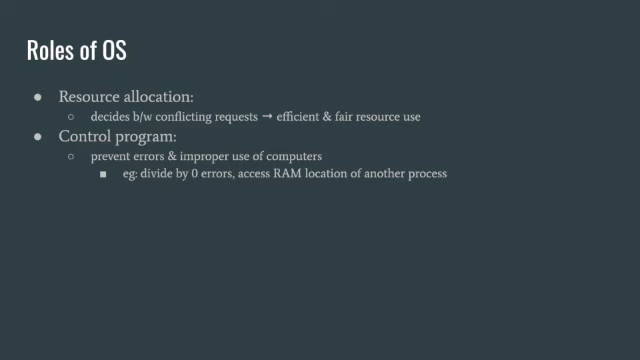 Roles of OS
● Resource allocation:
○ decides b/w conflicting requests → efficient & fair resource use
● Control program:
○ prevent errors & improper use of computers
■ eg: divide by 0 errors, access RAM location of another process